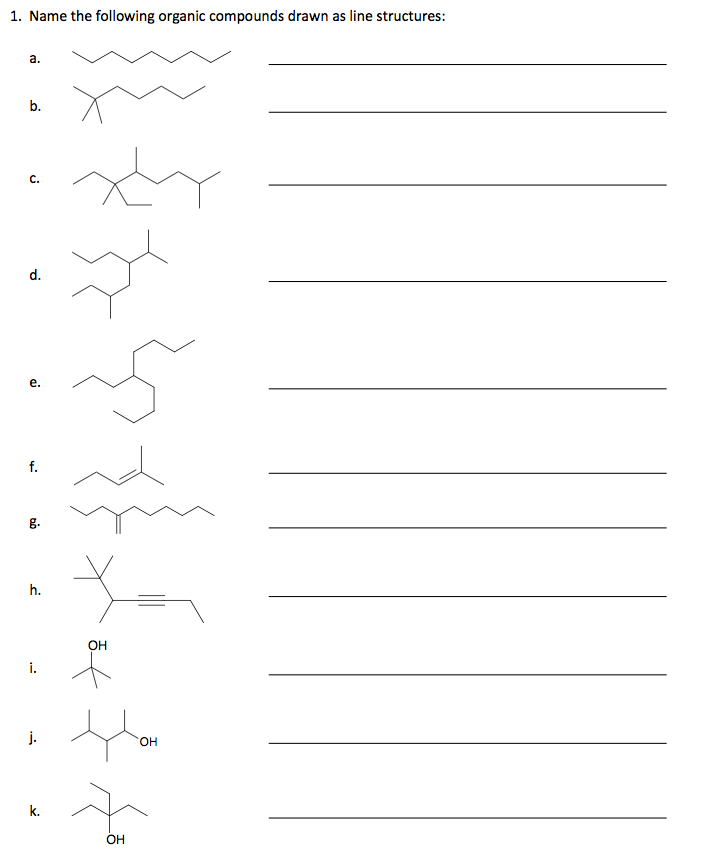 1. Name the following organic compounds drawn as line structures:
a.
b.
c.
d.
e.
f.
g.
h.
OH
i.
j.
OH
k.
OH